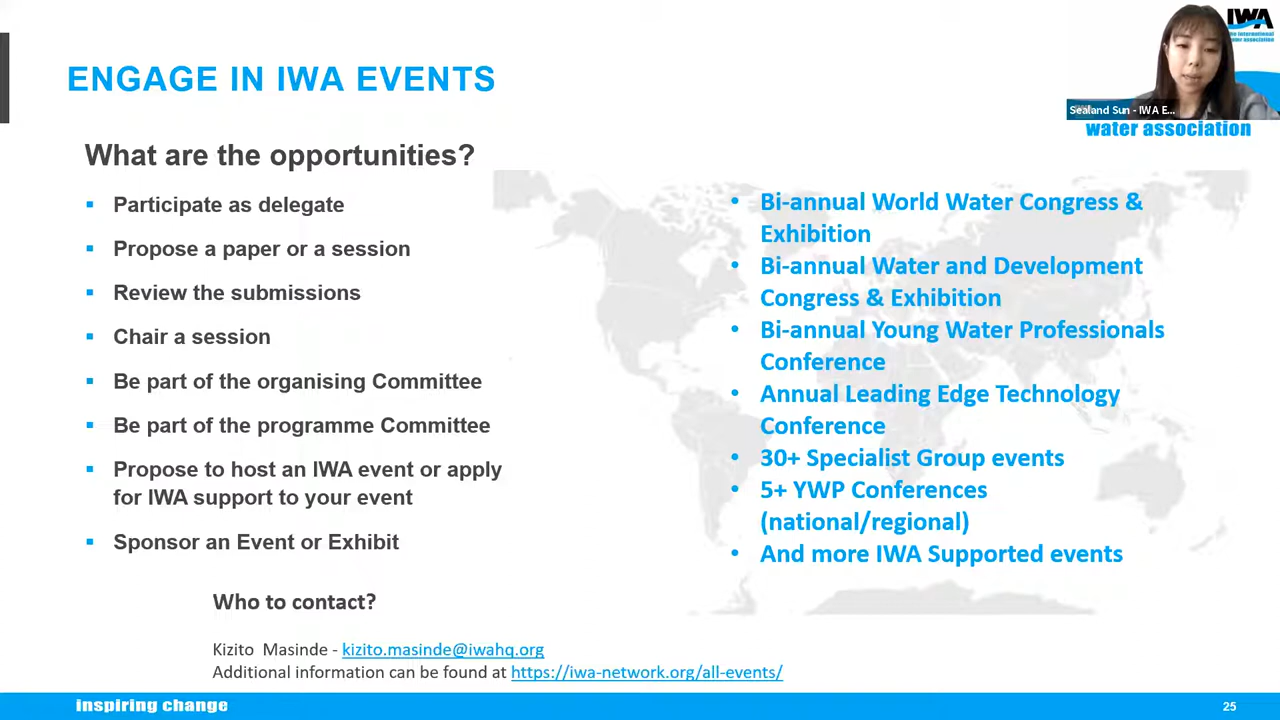 IWA
the international
water association
Sealand Sun - IWA E...
water association
ENGAGE IN IWA EVENTS
What are the opportunities?
▪ Participate as delegate
▪ Propose a paper or a session
▪ Review the submissions
▪ Chair a session
▪ Be part of the organising Committee
▪ Be part of the programme Committee
▪ Propose to host an IWA event or apply
for IWA support to your event
▪ Sponsor an Event or Exhibit
• Bi-annual World Water Congress &
Exhibition
• Bi-annual Water and Development
Congress & Exhibition
• Bi-annual Young Water Professionals
Conference
• Annual Leading Edge Technology
Conference
• 30+ Specialist Group events
• 5+ YWP Conferences
(national/regional)
• And more IWA Supported events
Who to contact?
Kizito Masinde - kizito.masinde@iwahq.org
Additional information can be found at https://iwa-network.org/all-events/
inspiring change
25